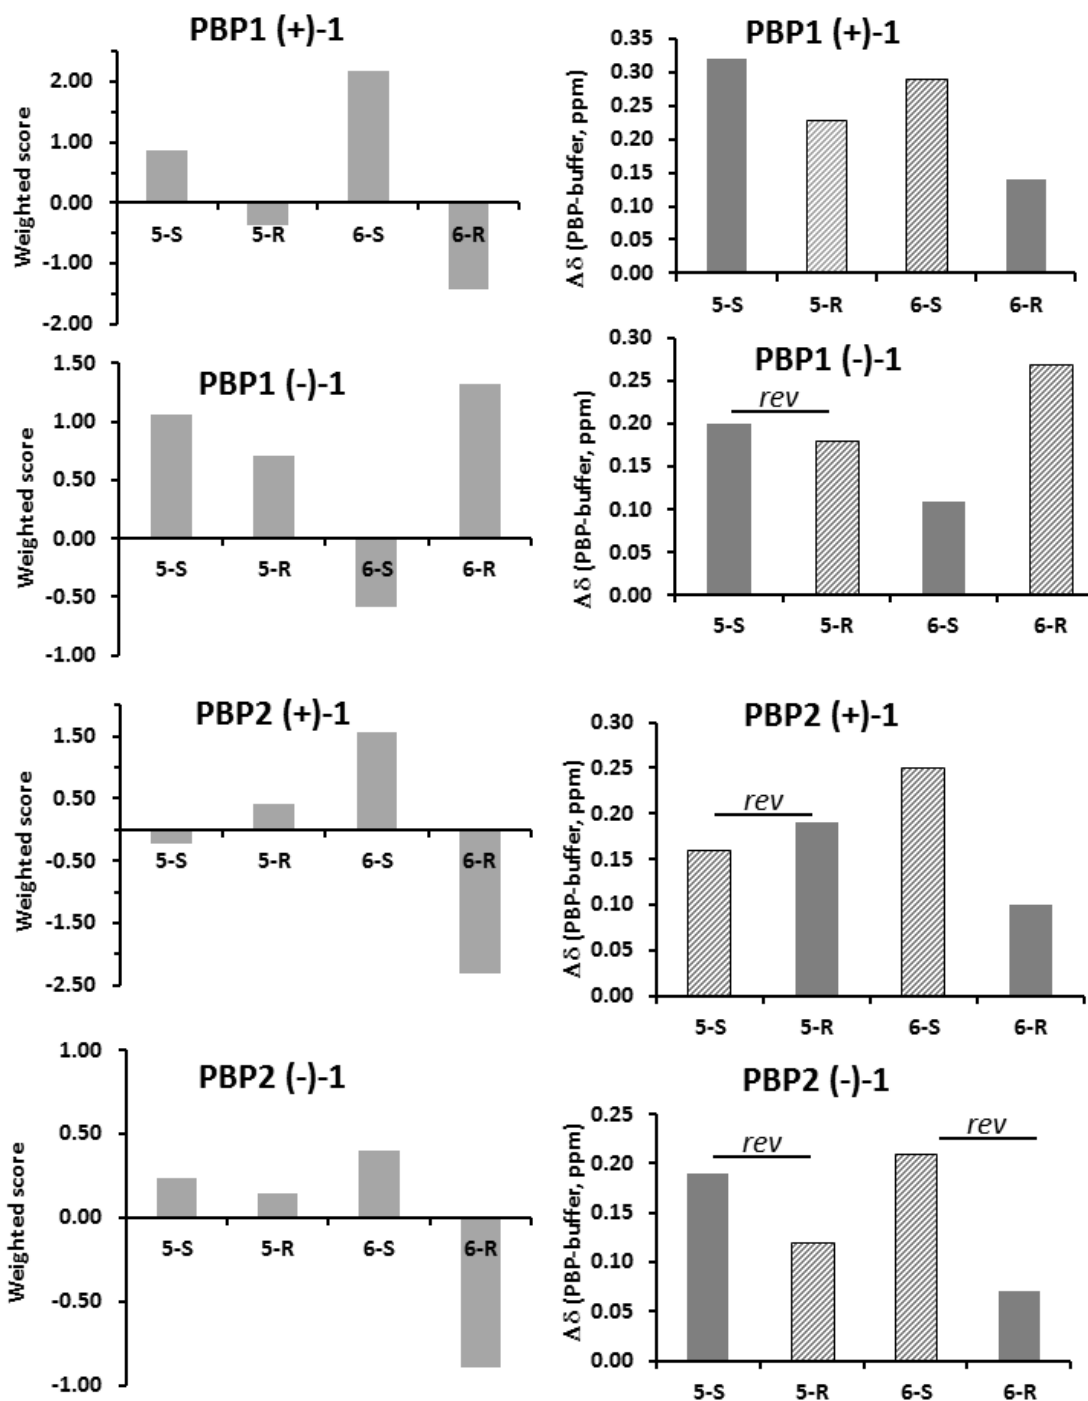 PBP1 (+)-1
Weighted score
2.00
1.00
0.00
-1.00
-2.00
5-S 5-R 6-S 6-R
PBP1 (+)-1
Δδ (PBP-buffer, ppm)
0.35
0.30
0.25
0.20
0.15
0.10
0.05
0.00
5-S 5-R 6-S 6-R
PBP1 (-)-1
Weighted score
1.50
1.00
0.50
0.00
-0.50
-1.00
5-S 5-R 6-S 6-R
PBP1 (-)-1
rev
Δδ (PBP-buffer, ppm)
0.30
0.25
0.20
0.15
0.10
0.05
0.00
5-S 5-R 6-S 6-R
PBP2 (+)-1
Weighted score
1.50
0.50
-0.50
-1.50
-2.50
5-S 5-R 6-S 6-R
PBP2 (+)-1
rev
Δδ (PBP-buffer, ppm)
0.30
0.25
0.20
0.15
0.10
0.05
0.00
5-S 5-R 6-S 6-R
PBP2 (-)-1
Weighted score
1.00
0.50
0.00
-0.50
-1.00
5-S 5-R 6-S 6-R
PBP2 (-)-1
rev
rev
Δδ (PBP-buffer, ppm)
0.25
0.20
0.15
0.10
0.05
0.00
5-S 5-R 6-S 6-R